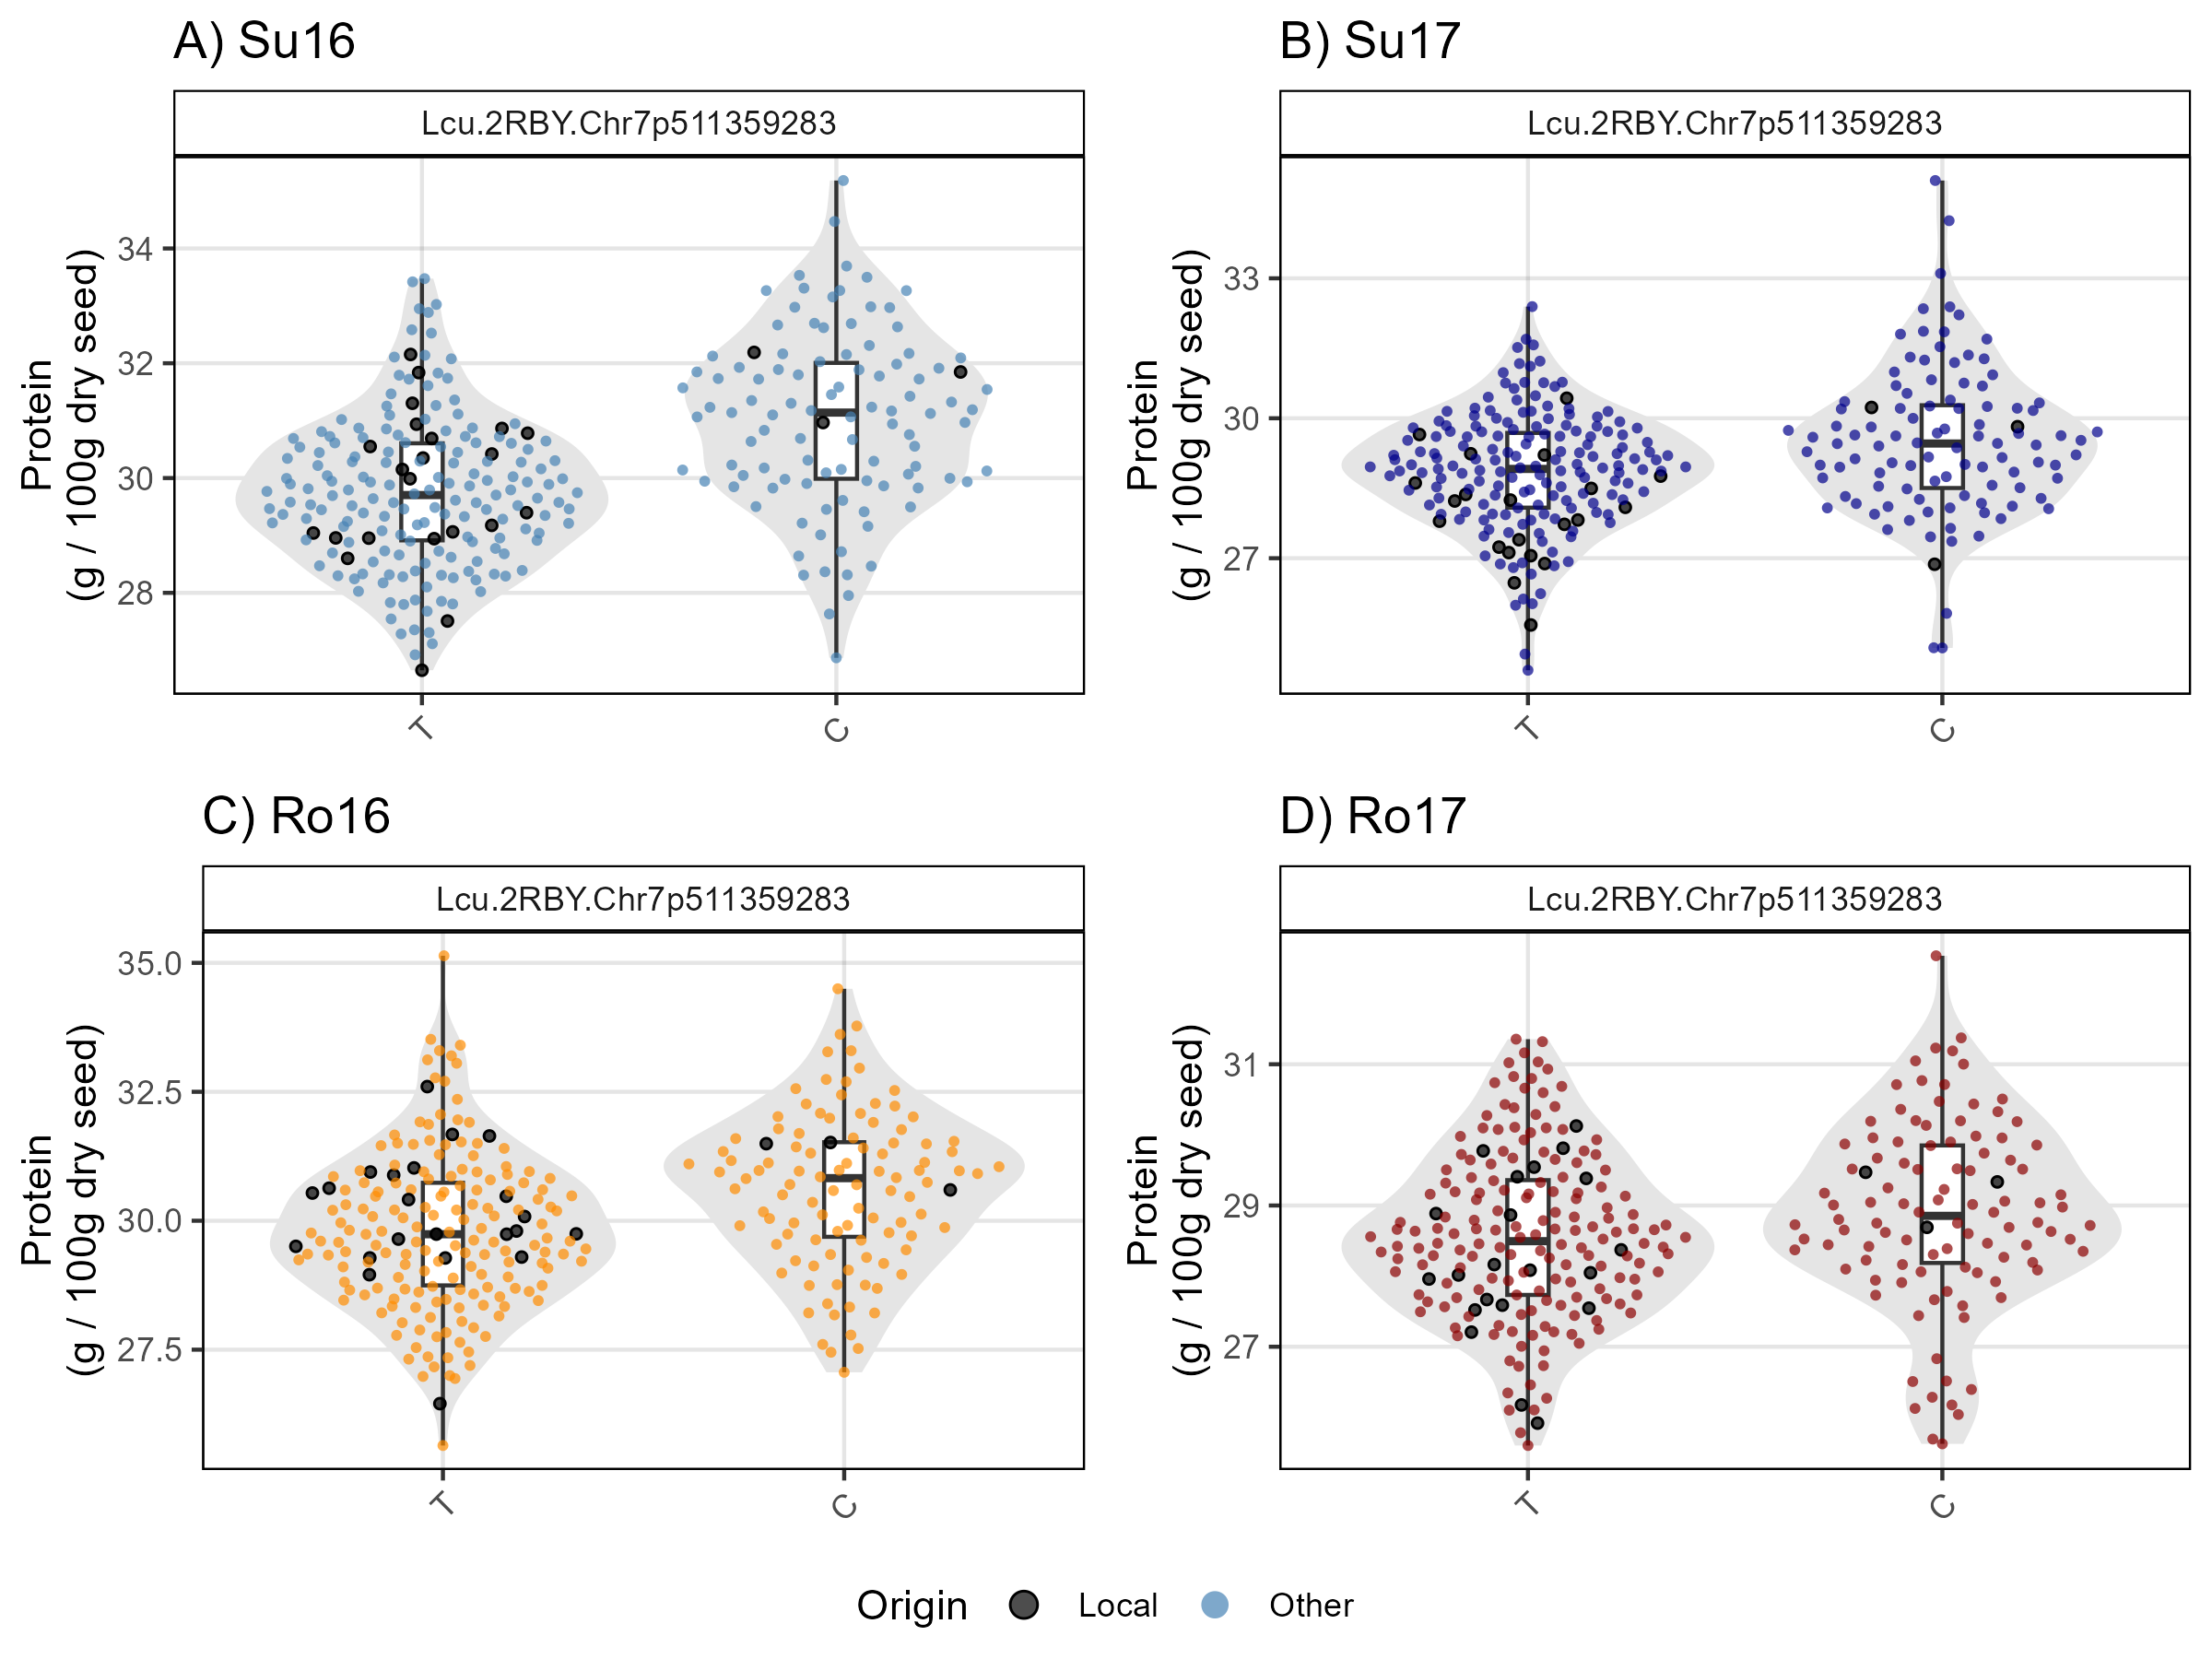 A) Su16
Lcu.2RBY.Chr7p511359283
Protein
(g / 100g dry seed)
34
32
30
28
T
C
B) Su17
Lcu.2RBY.Chr7p511359283
Protein
(g / 100g dry seed)
33
30
27
T
C
C) Ro16
Lcu.2RBY.Chr7p511359283
Protein
(g / 100g dry seed)
35.0
32.5
30.0
27.5
T
C
D) Ro17
Lcu.2RBY.Chr7p511359283
Protein
(g / 100g dry seed)
31
29
27
T
C
Origin Local Other